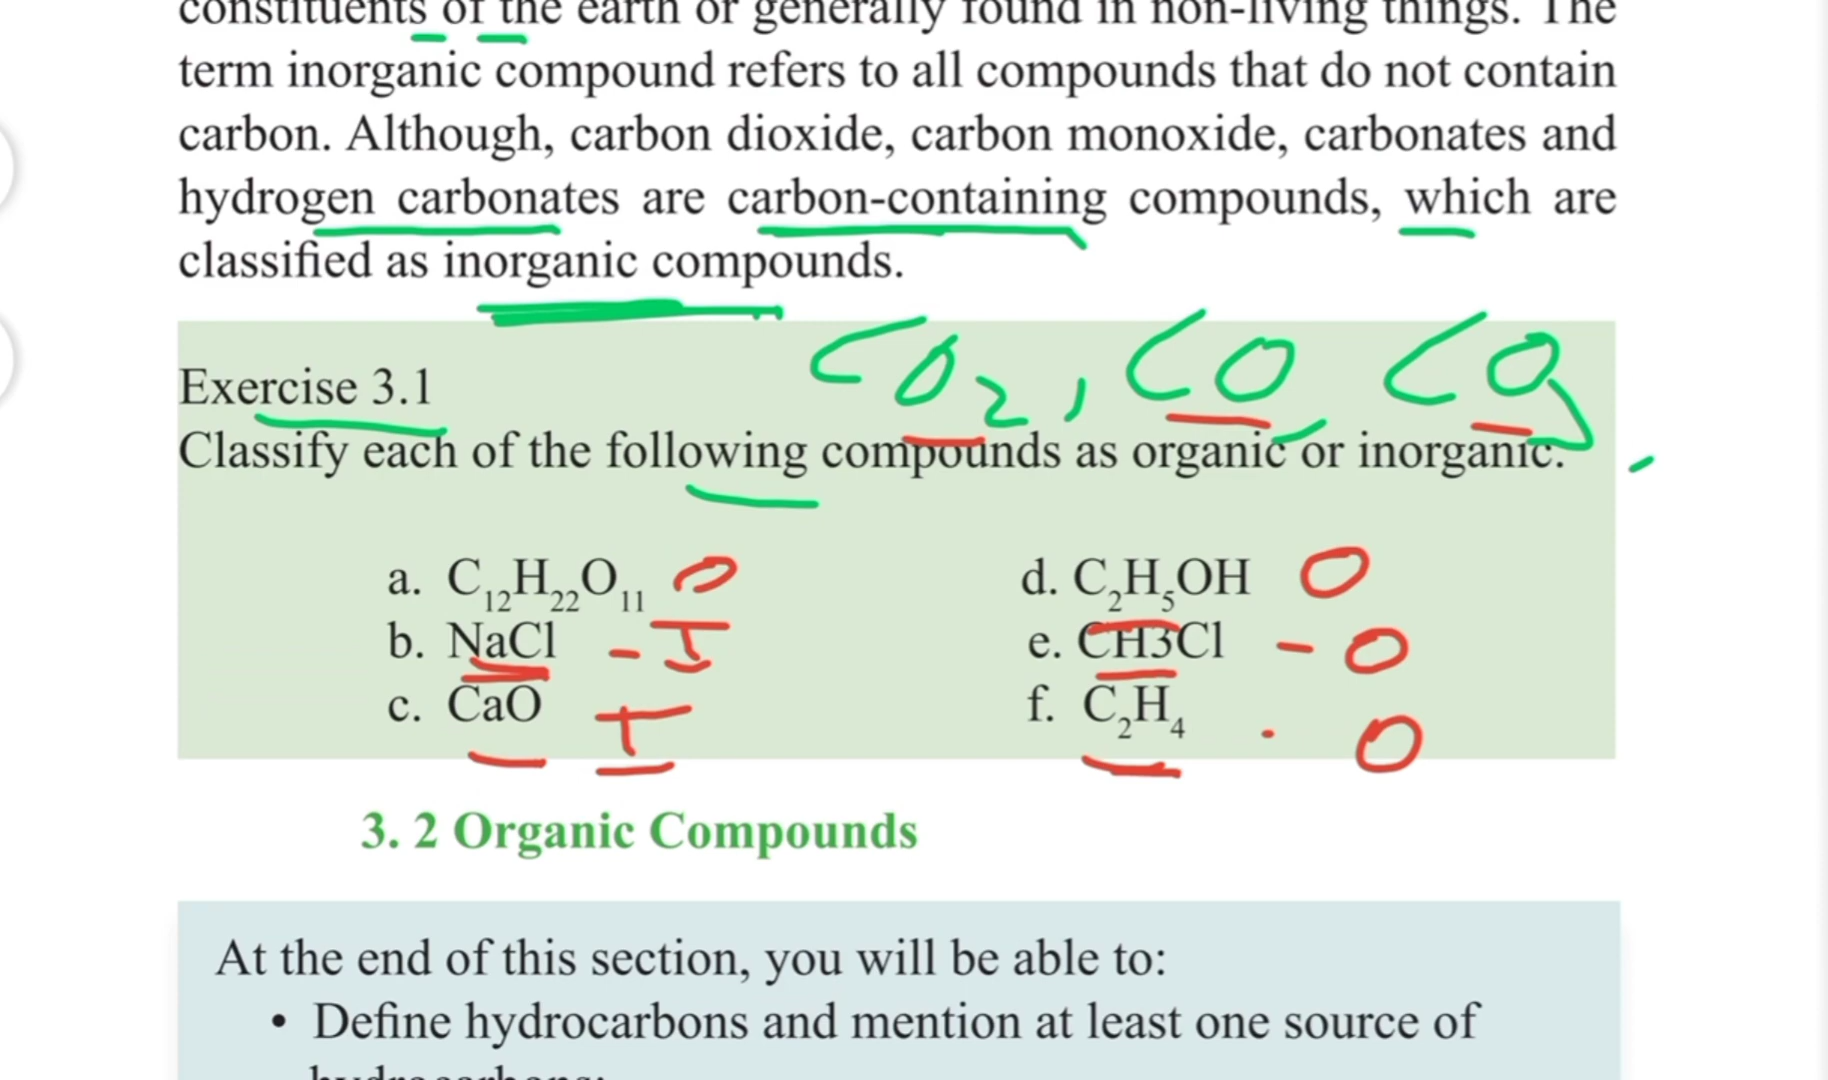 constituents of the earth or generally found in non-living things. The
term inorganic compound refers to all compounds that do not contain
carbon. Although, carbon dioxide, carbon monoxide, carbonates and
hydrogen carbonates are carbon-containing compounds, which are
classified as inorganic compounds.
CO₂, CO, CO₃
Exercise 3.1
Classify each of the following compounds as organic or inorganic.
a. C₁₂H₂₂O₁₁ O
b. NaCl - I
c. CaO I
d. C₂H₅OH O
e. CH3Cl - O
f. C₂H₄ . O
3. 2 Organic Compounds
At the end of this section, you will be able to:
• Define hydrocarbons and mention at least one source of
hydrocarbons;